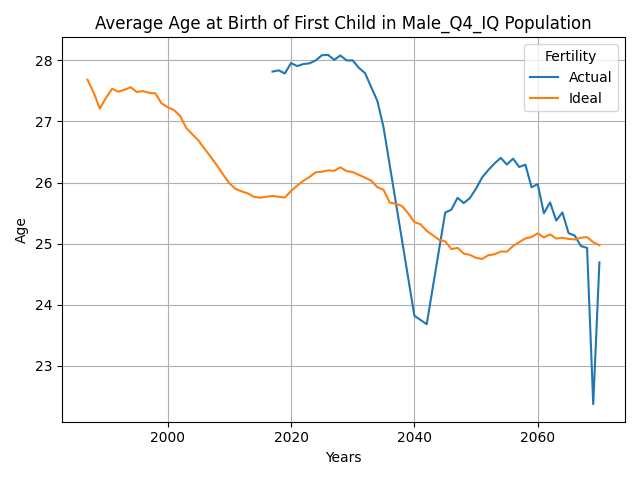 Average Age at Birth of First Child in Male_Q4_IQ Population
Fertility
Actual
Ideal
Age
28
27
26
25
24
23
2000
2020
2040
2060
Years